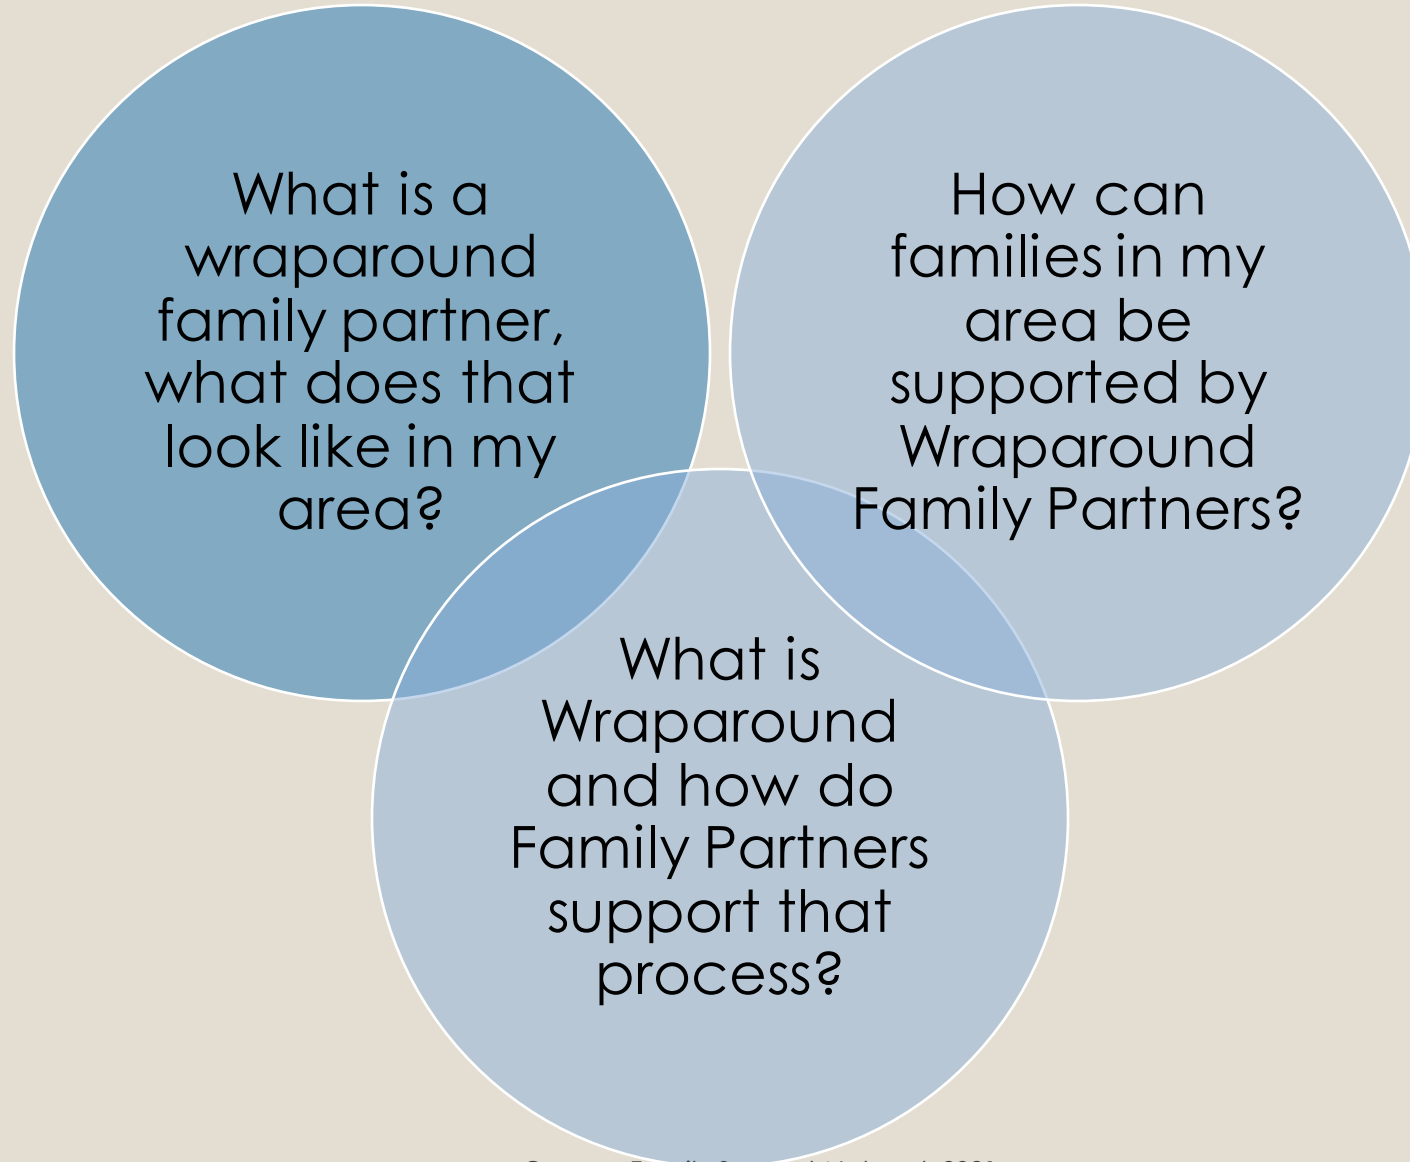 What is a
wraparound
family partner,
what does that
look like in my
area?
How can
families in my
area be
supported by
Wraparound
Family Partners?
What is
Wraparound
and how do
Family Partners
support that
process?